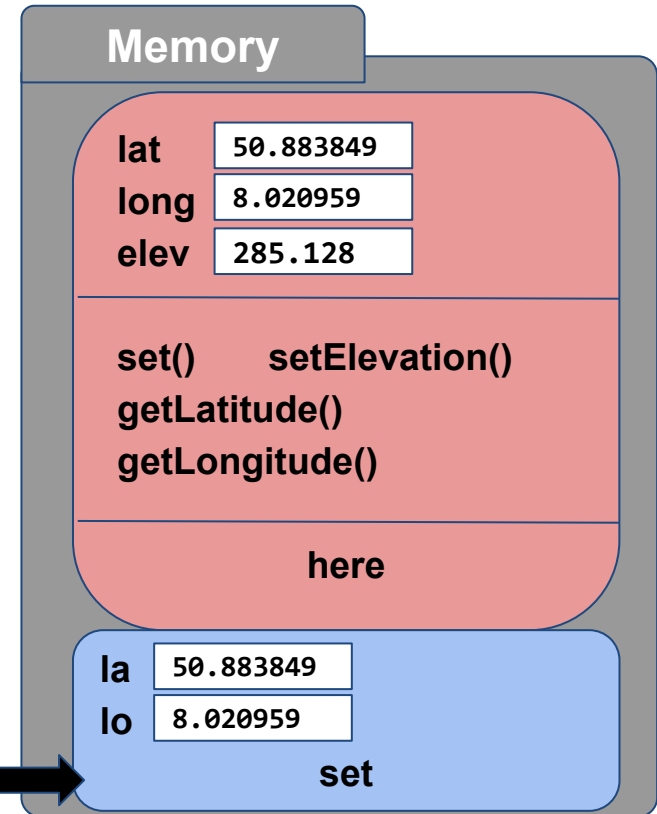 Memory
lat 50.883849
long 8.020959
elev 285.128
set() setElevation()
getLatitude()
getLongitude()
here
la 50.883849
lo 8.020959
set